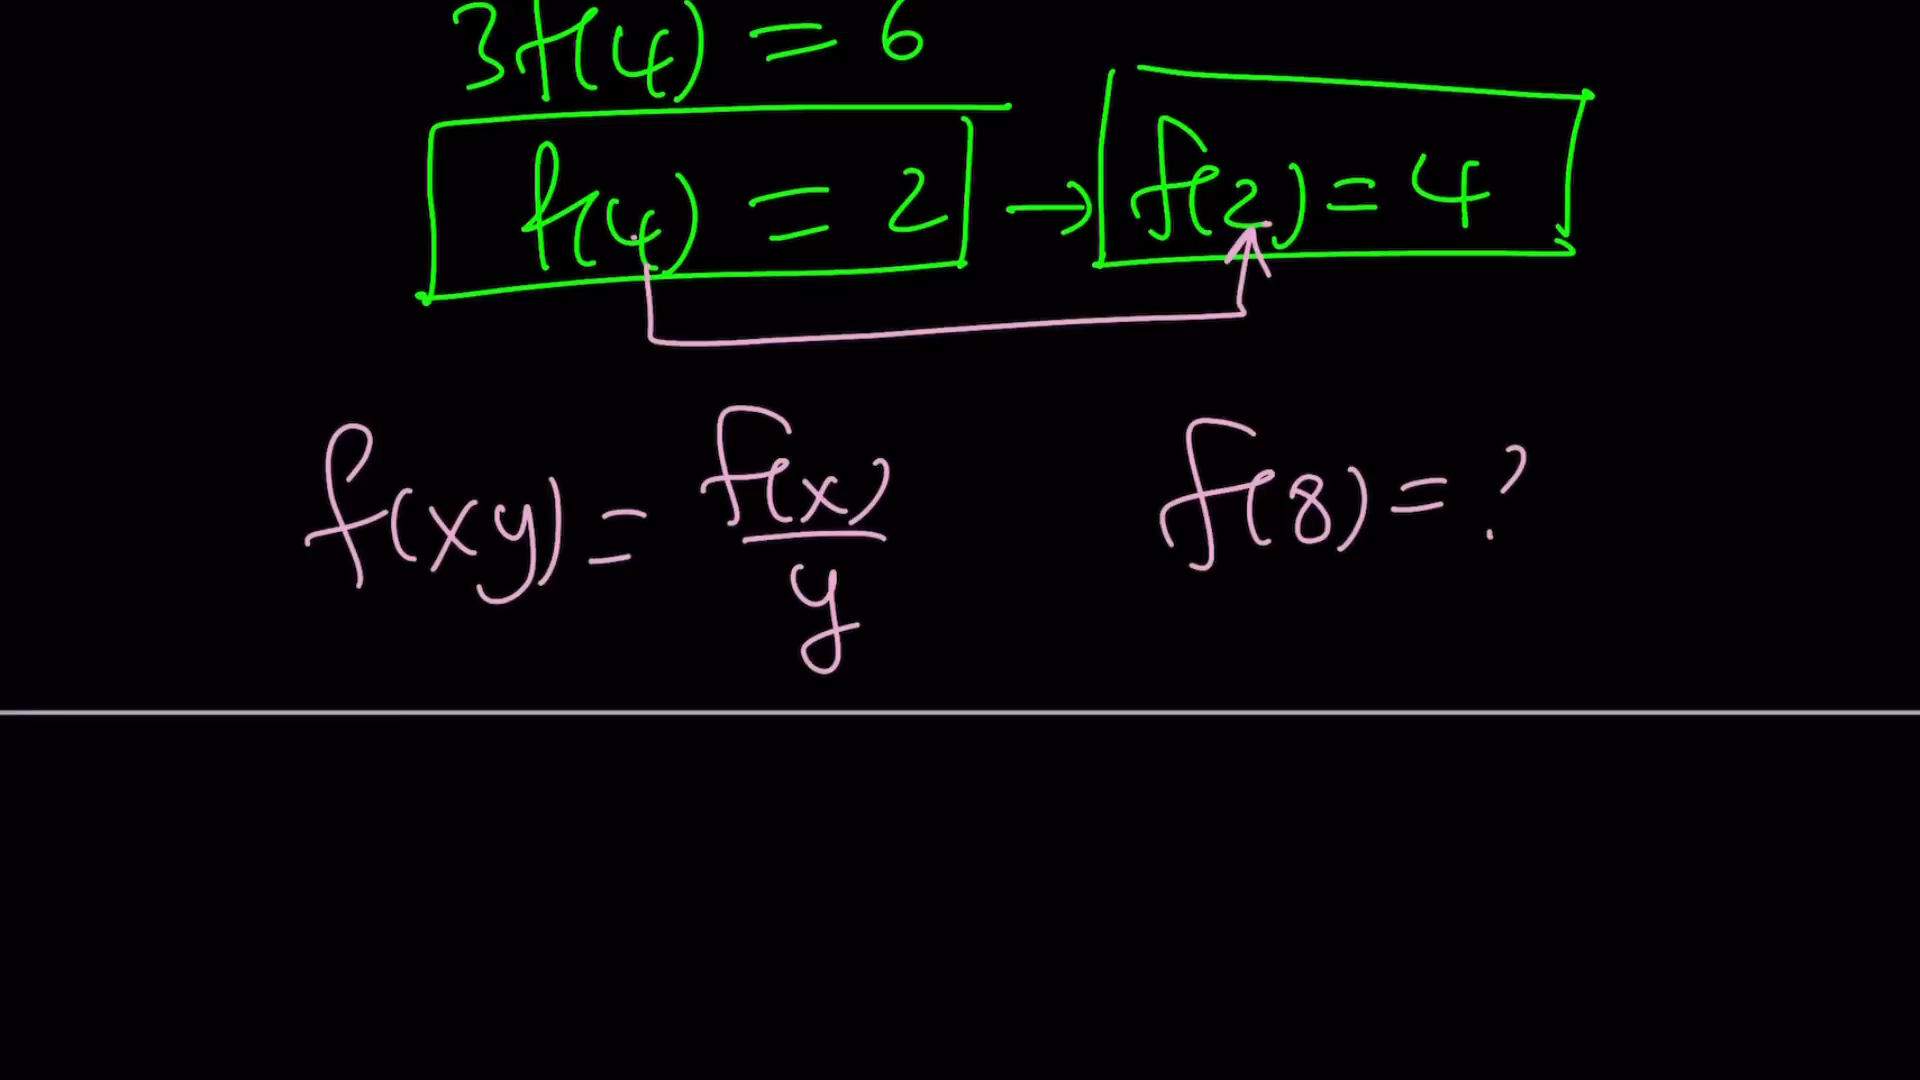 3f(4) = 6
f(4) = 2 → f(2) = 4
f(xy) = f(x)/y f(8) = ?